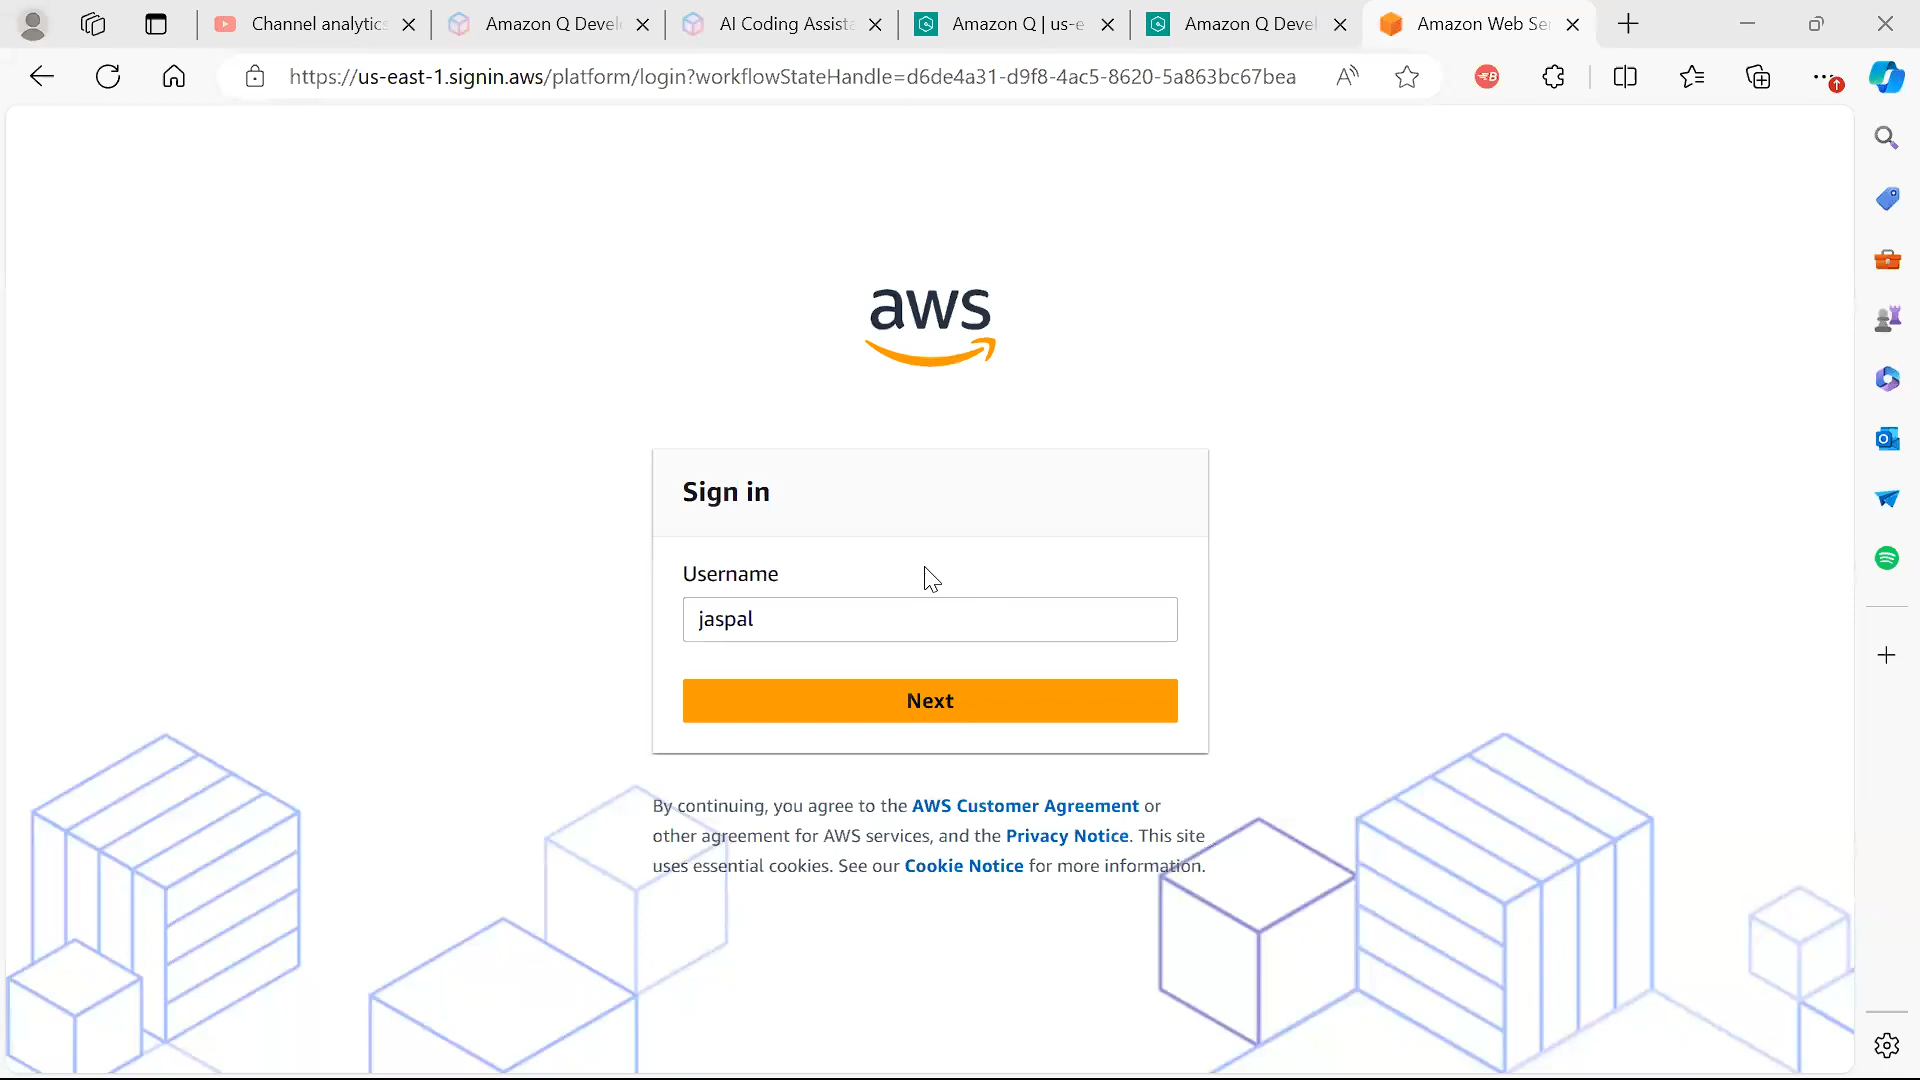 Channel analytics
Amazon Q Devel
AI Coding Assista
Amazon Q | us-e
Amazon Q Devel
Amazon Web Ser
https://us-east-1.signin.aws/platform/login?workflowStateHandle=d6de4a31-d9f8-4ac5-8620-5a863bc67bea
aws
Sign in
Username
jaspal
Next
By continuing, you agree to the AWS Customer Agreement or
other agreement for AWS services, and the Privacy Notice. This site
uses essential cookies. See our Cookie Notice for more information.